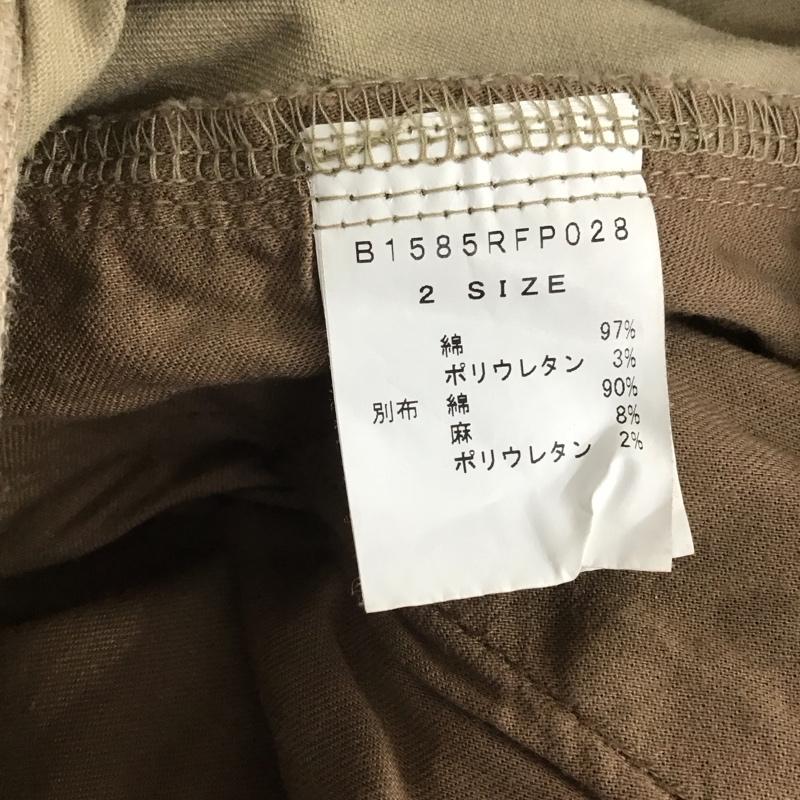 B1585RFP028
2 SIZE
綿 97%
ポリウレタン 3%
別布 綿 90%
麻 8%
ポリウレタン 2%